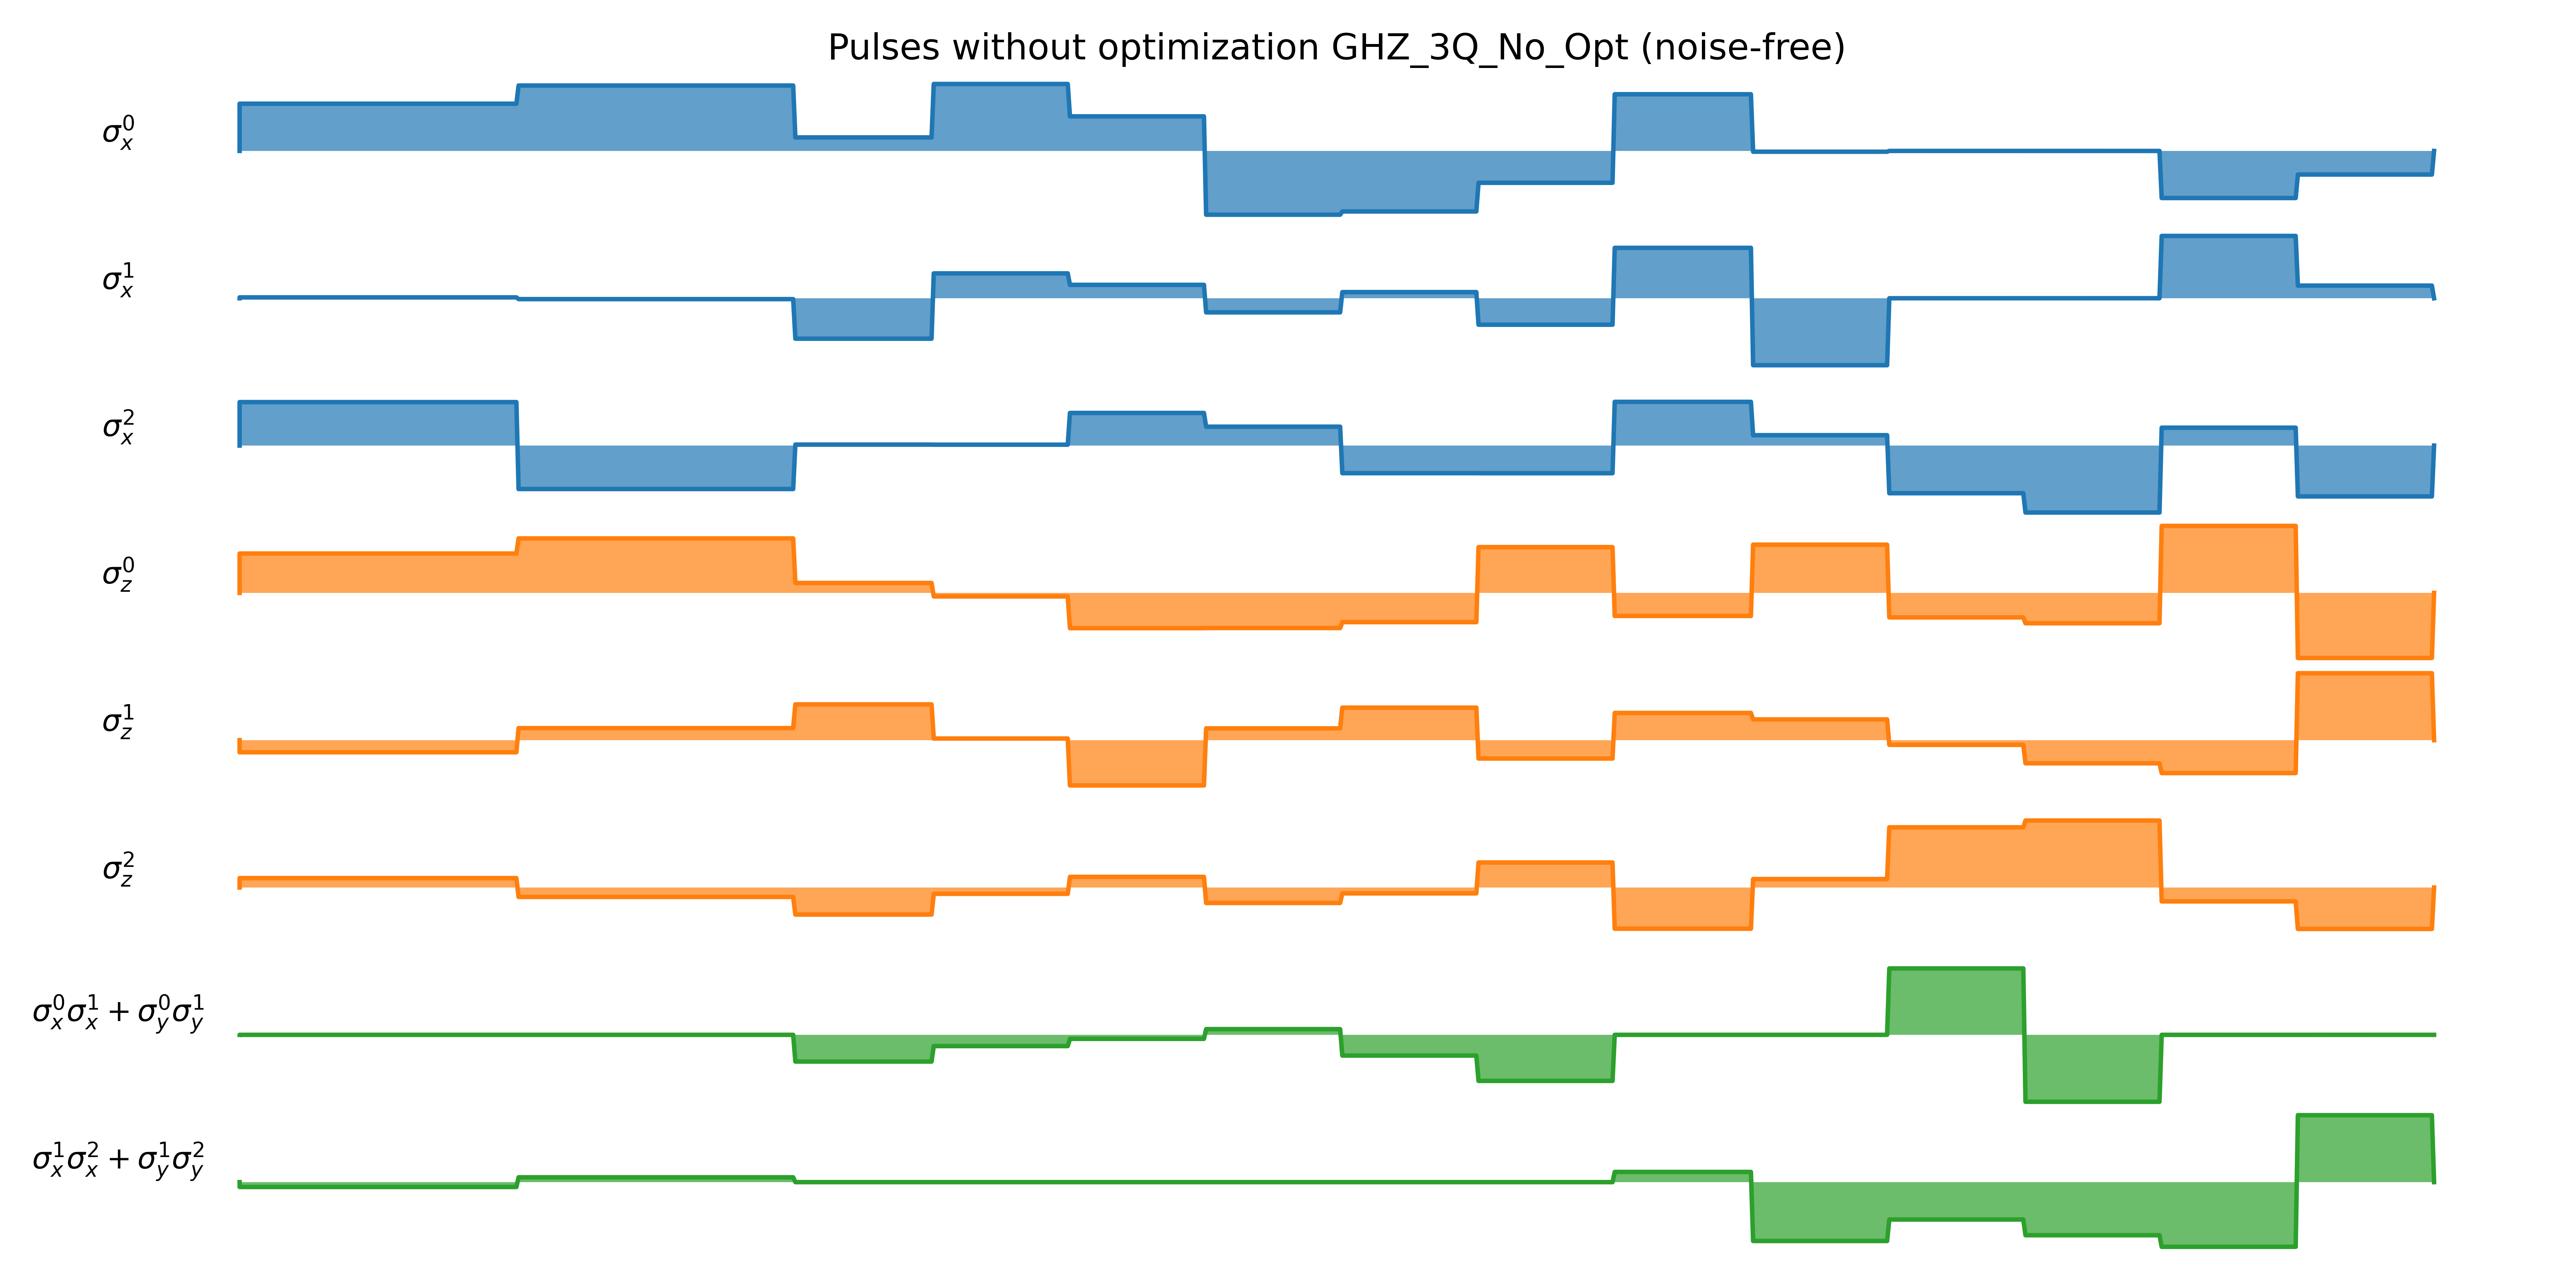 Pulses without optimization GHZ_3Q_No_Opt (noise-free)
σ_x^0
σ_x^1
σ_x^2
σ_z^0
σ_z^1
σ_z^2
σ_x^0σ_x^1 + σ_y^0σ_y^1
σ_x^1σ_x^2 + σ_y^1σ_y^2